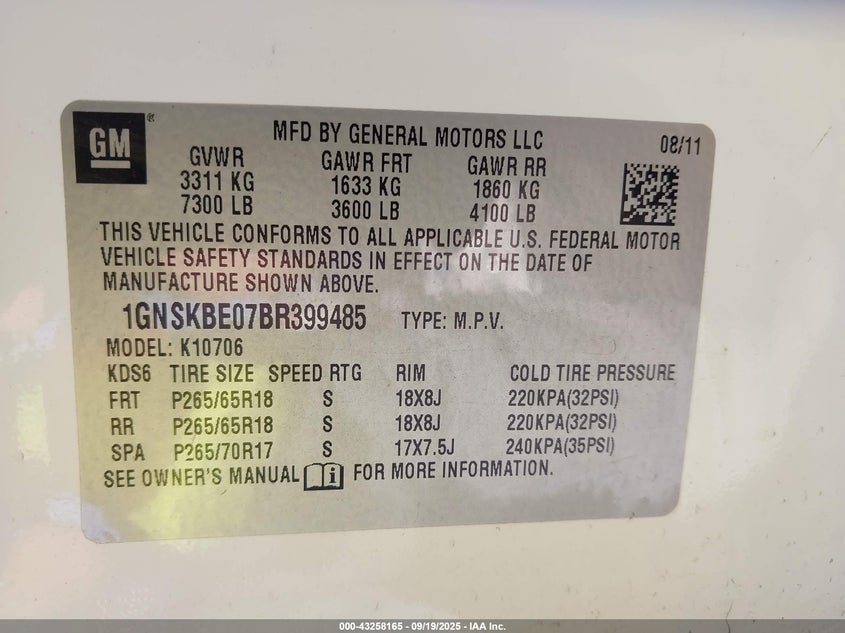 GM ®
MFD BY GENERAL MOTORS LLC 08/11
GVWR GAWR FRT GAWR RR
3311 KG 1633 KG 1860 KG
7300 LB 3600 LB 4100 LB
THIS VEHICLE CONFORMS TO ALL APPLICABLE U.S. FEDERAL MOTOR
VEHICLE SAFETY STANDARDS IN EFFECT ON THE DATE OF
MANUFACTURE SHOWN ABOVE.
1GNSKBE07BR399485 TYPE: M.P.V.
MODEL: K10706
KDS6 TIRE SIZE SPEED RTG RIM COLD TIRE PRESSURE
FRT P265/65R18 S 18X8J 220KPA(32PSI)
RR P265/65R18 S 18X8J 220KPA(32PSI)
SPA P265/70R17 S 17X7.5J 240KPA(35PSI)
SEE OWNER'S MANUAL FOR MORE INFORMATION.
000-43258165 - 09/19/2025 - IAA Inc.